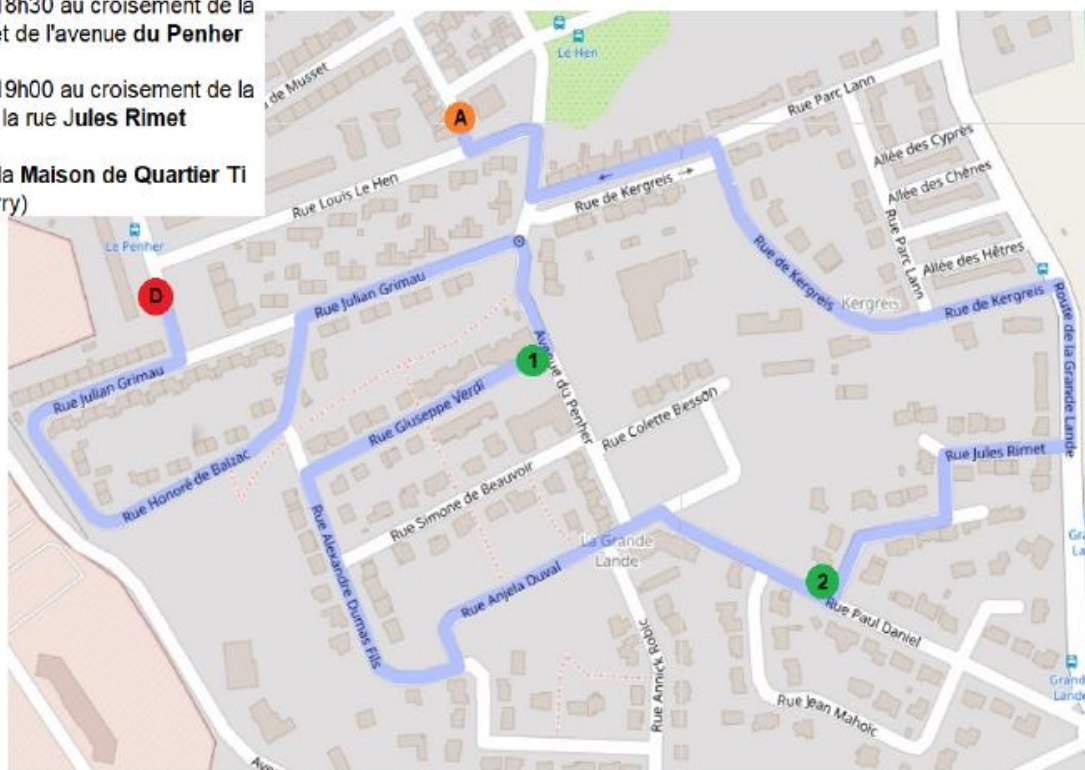 18h30 au croisement de la
et de l'avenue du Penher
19h00 au croisement de la
la rue Jules Rimet
la Maison de Quartier Ti
de Musset
A
Le Hen
Rue Parc Lann
Allée des Cyprès
Allée des Chênes
Rue Louis Le Hen
Rue de Kergreis
Rue Parc Lann
Le Penher
Allée des Hêtres
D
Rue Julian Grimau
Rue de Kergreis
Kergreis
Rue de Kergreis
Route de la Grande Lande
Rue Julian Grimau
1
Avenue du Penher
Rue Giuseppe Verdi
Rue Colette Besson
Rue Jules Rimet
Rue Honoré de Balzac
Rue Simone de Beauvoir
Rue Alexandre Dumas Fils
La Grande
Lande
Rue Anjela Duval
2
Rue Paul Daniel
Rue Annick Robic
Rue Jean Mahoïc
Grand
Lande